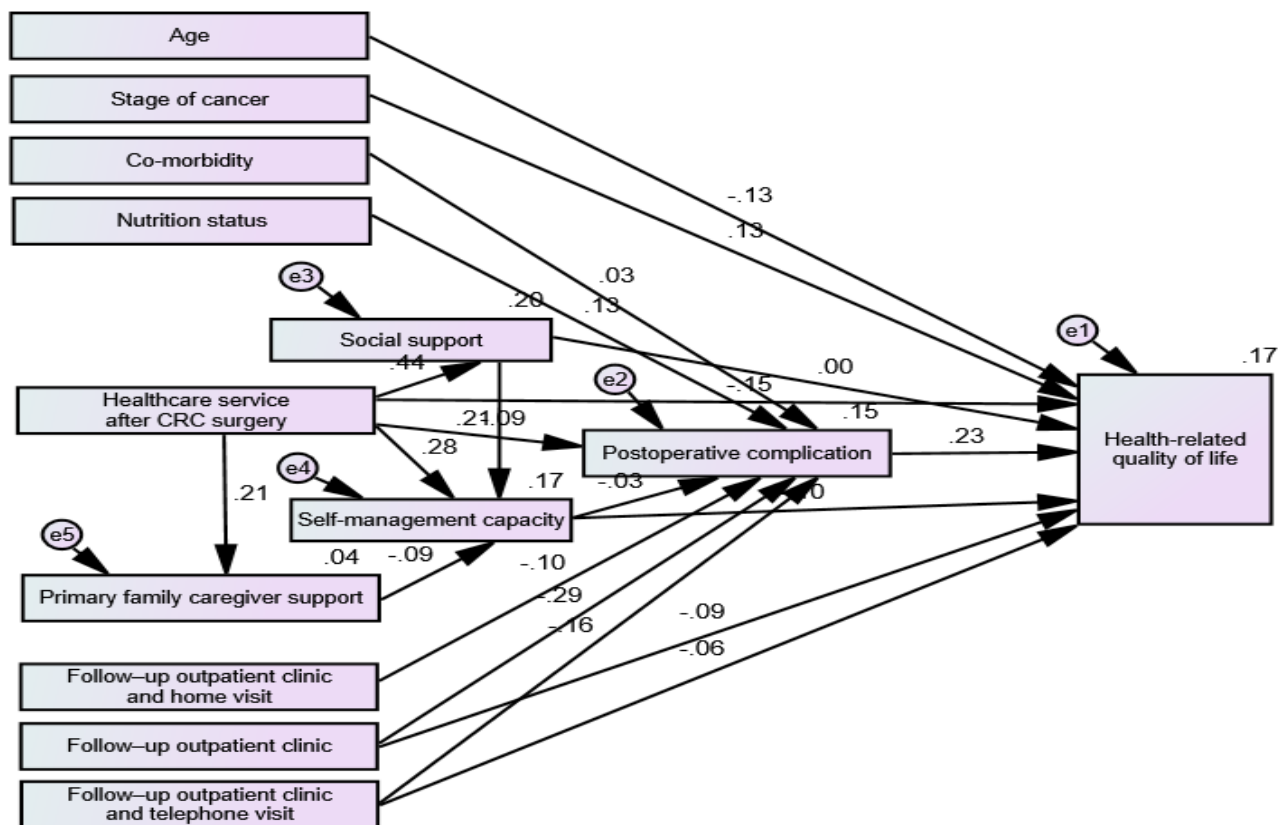 Age
Stage of cancer
Co-morbidity
Nutrition status
-.13
.13
.03
.13
e3
.20
Social support
.44
e1
.17
.00
e2
-.15
.15
Healthcare service
after CRC surgery
.21
.09
.28
Postoperative complication
.23
Health-related
quality of life
e4
.17
-.03
.21
Self-management capacity
e5
.04
-.09
-.10
Primary family caregiver support
-.29
-.16
-.09
-.06
Follow–up outpatient clinic
and home visit
Follow–up outpatient clinic
Follow–up outpatient clinic
and telephone visit